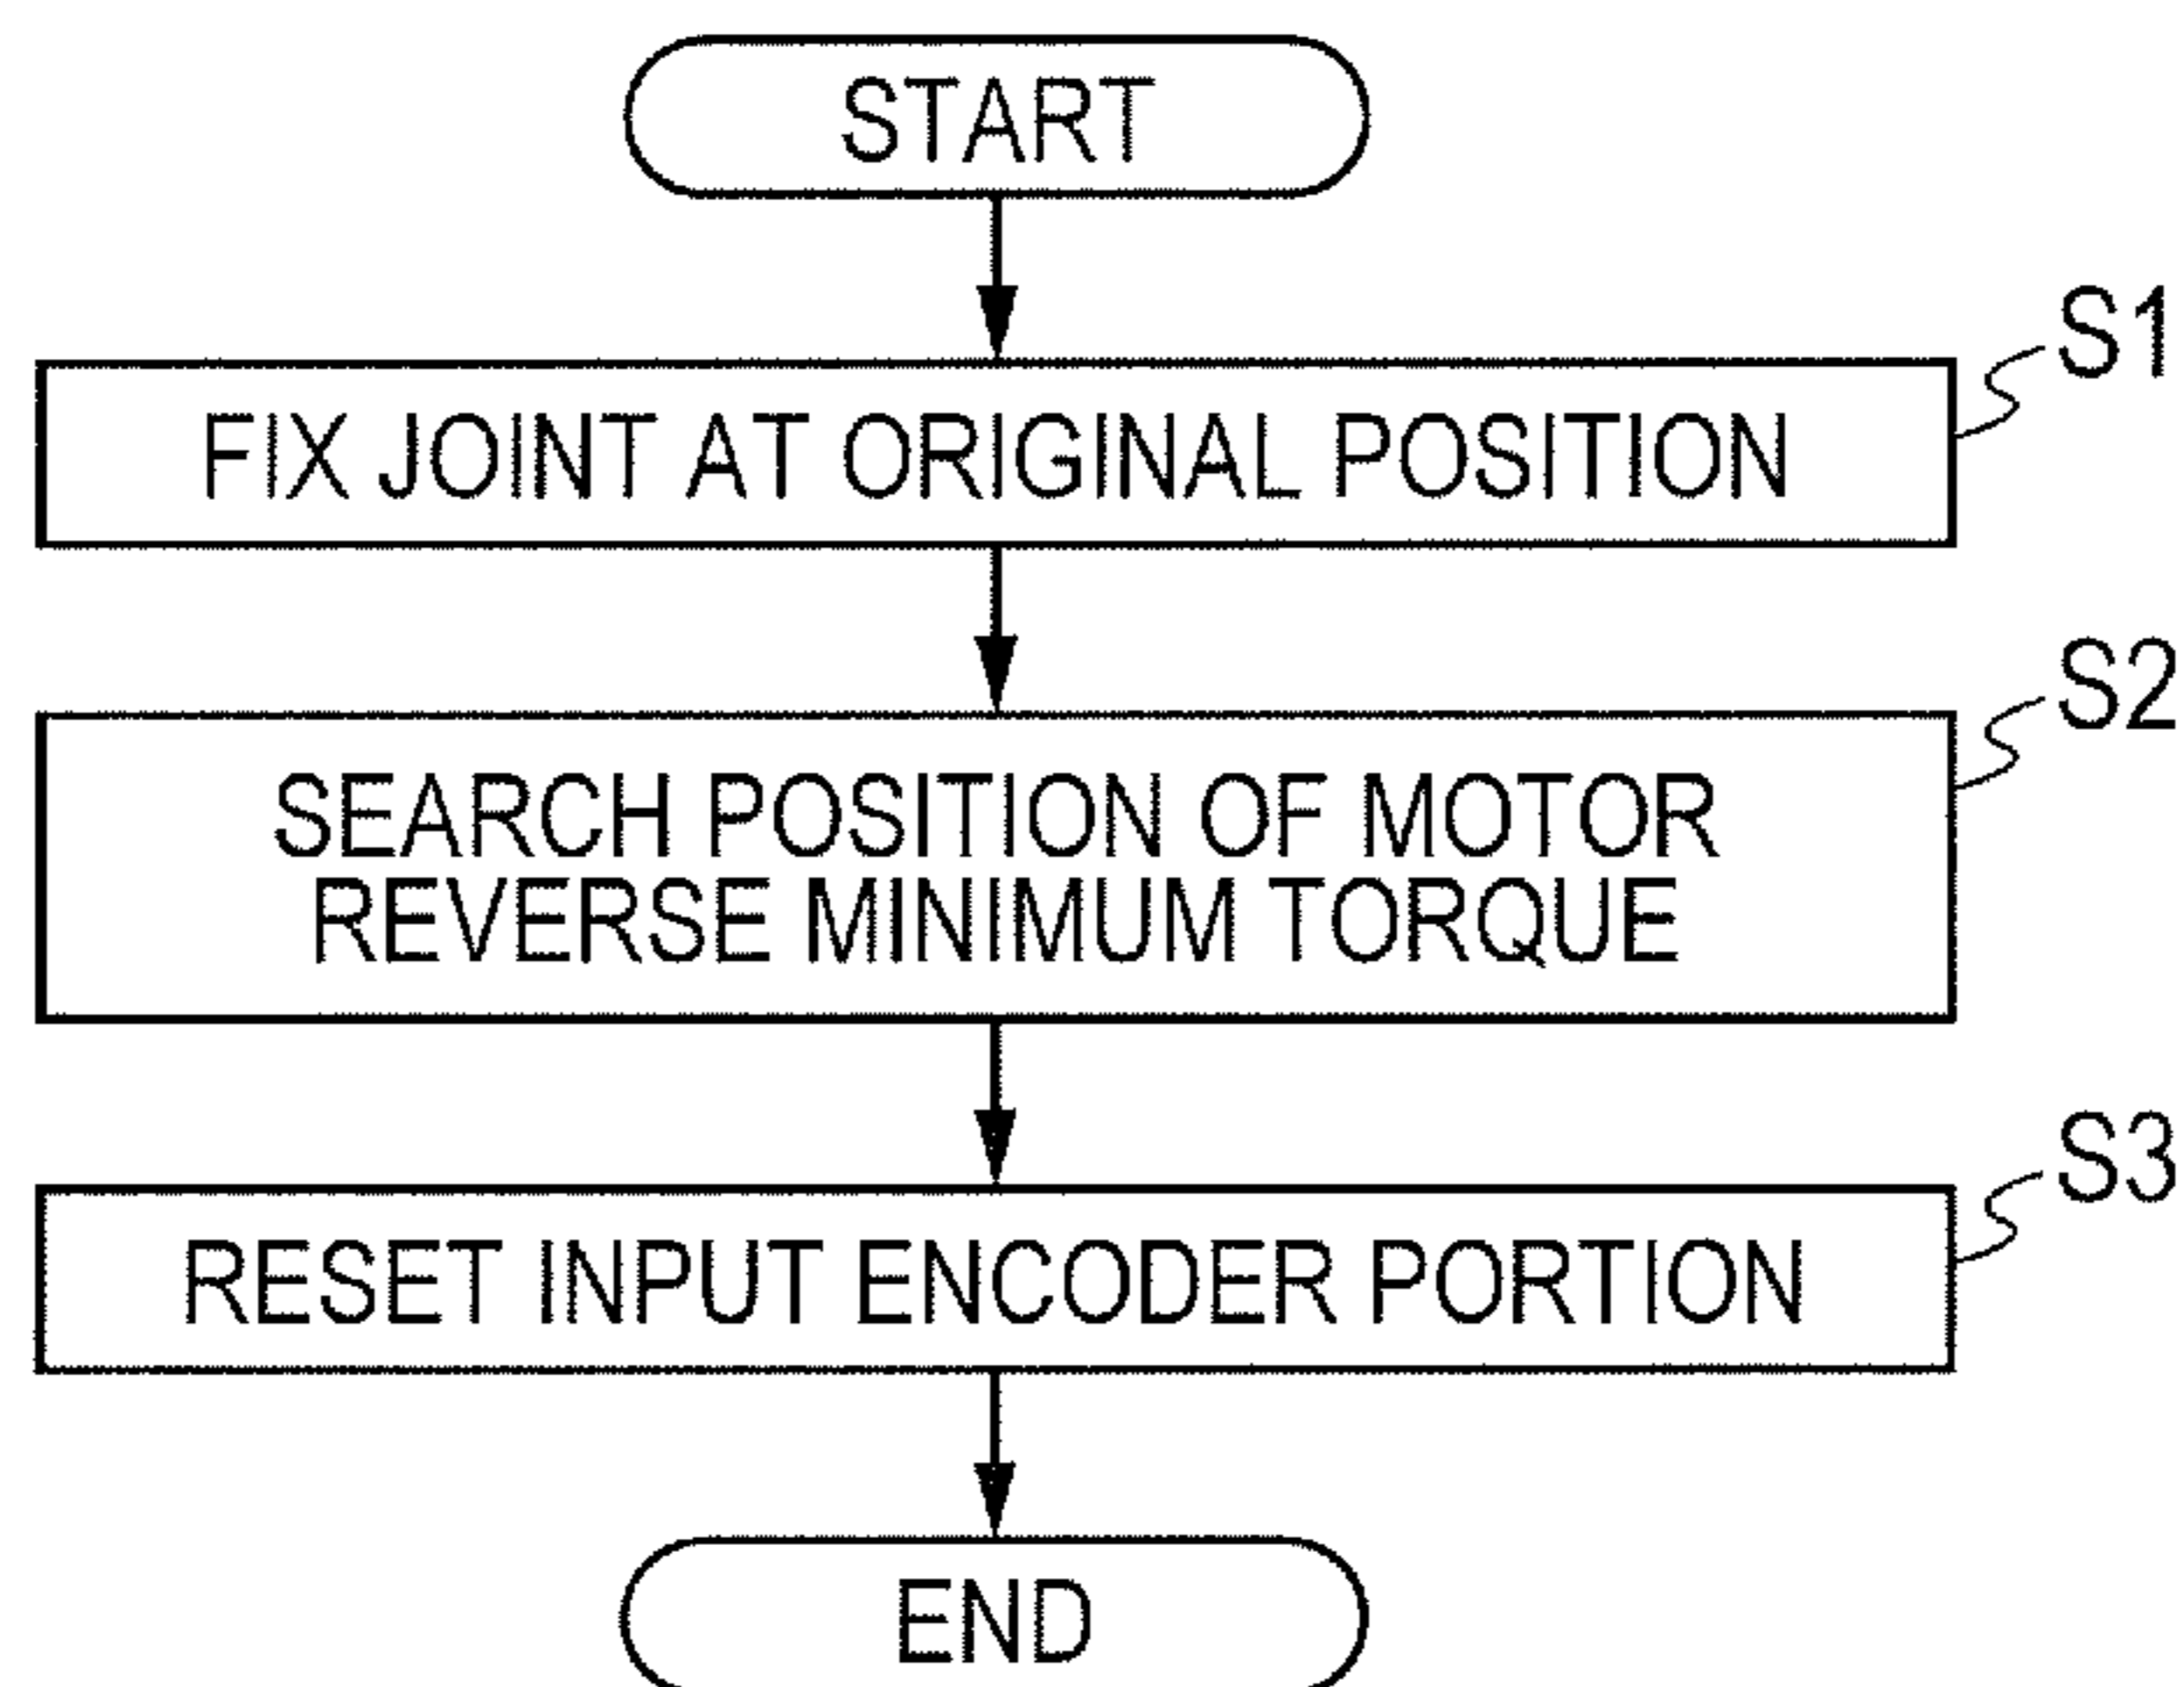 START
S1
FIX JOINT AT ORIGINAL POSITION
S2
SEARCH POSITION OF MOTOR
REVERSE MINIMUM TORQUE
S3
RESET INPUT ENCODER PORTION
END